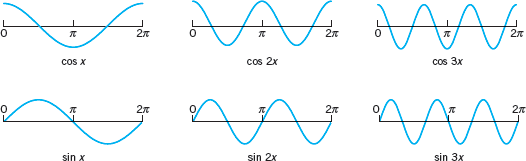 0 π 2π 0 π 2π 0 π 2π
cos x cos 2x cos 3x
0 π 2π 0 π 2π 0 π 2π
sin x sin 2x sin 3x